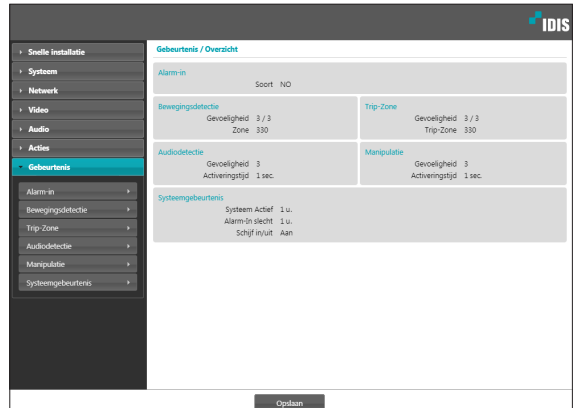 IDIS
Snelle installatie
Systeem
Netwerk
Video
Audio
Acties
Gebeurtenis
Alarm-in
Bewegingsdetectie
Trip-Zone
Audiodetectie
Manipulatie
Systeemgebeurtenis
Gebeurtenis / Overzicht
Alarm-in
Soort NO
Bewegingsdetectie
Gevoeligheid 3 / 3
Zone 330
Trip-Zone
Gevoeligheid 3 / 3
Trip-Zone 330
Audiodetectie
Gevoeligheid 3
Activeringstijd 1 sec.
Manipulatie
Gevoeligheid 3
Activeringstijd 1 sec.
Systeemgebeurtenis
Systeem Actief 1 u.
Alarm-In slecht 1 u.
Schijf in/uit Aan
Opslaan